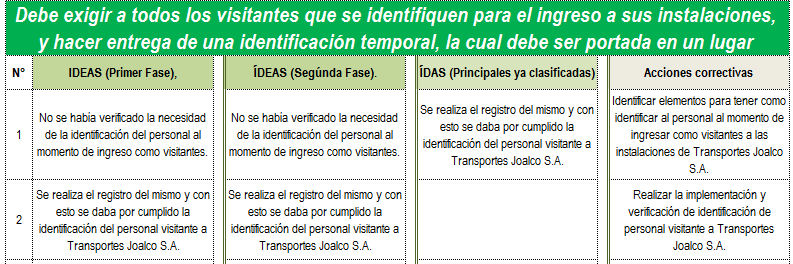 Debe exigir a todos los visitantes que se identifiquen para el ingreso a sus instalaciones,
y hacer entrega de una identificación temporal, la cual debe ser portada en un lugar
N° IDEAS (Primer Fase), ÍDEAS (Segúnda Fase). ÍDAS (Principales ya clasificadas) Acciones correctivas
1
No se había verificado la necesidad
de la identificación del personal al
momento de ingreso como visitantes.
No se había verificado la necesidad
de la identificación del personal al
momento de ingreso como visitantes.
Se realiza el registro del mismo y con
esto se daba por cumplido la
identificación del personal visitante a
Transportes Joalco S.A.
Identificar elementos para tener como
identificar al personal al momento de
ingresar como visitantes a las
instalaciones de Transportes Joalco
S.A.
2
Se realiza el registro del mismo y con
esto se daba por cumplido la
identificación del personal visitante a
Transportes Joalco S.A.
Se realiza el registro del mismo y con
esto se daba por cumplido la
identificación del personal visitante a
Transportes Joalco S.A.
Realizar la implementación y
verificación de identificación de
personal visitante a Transportes
Joalco S.A.